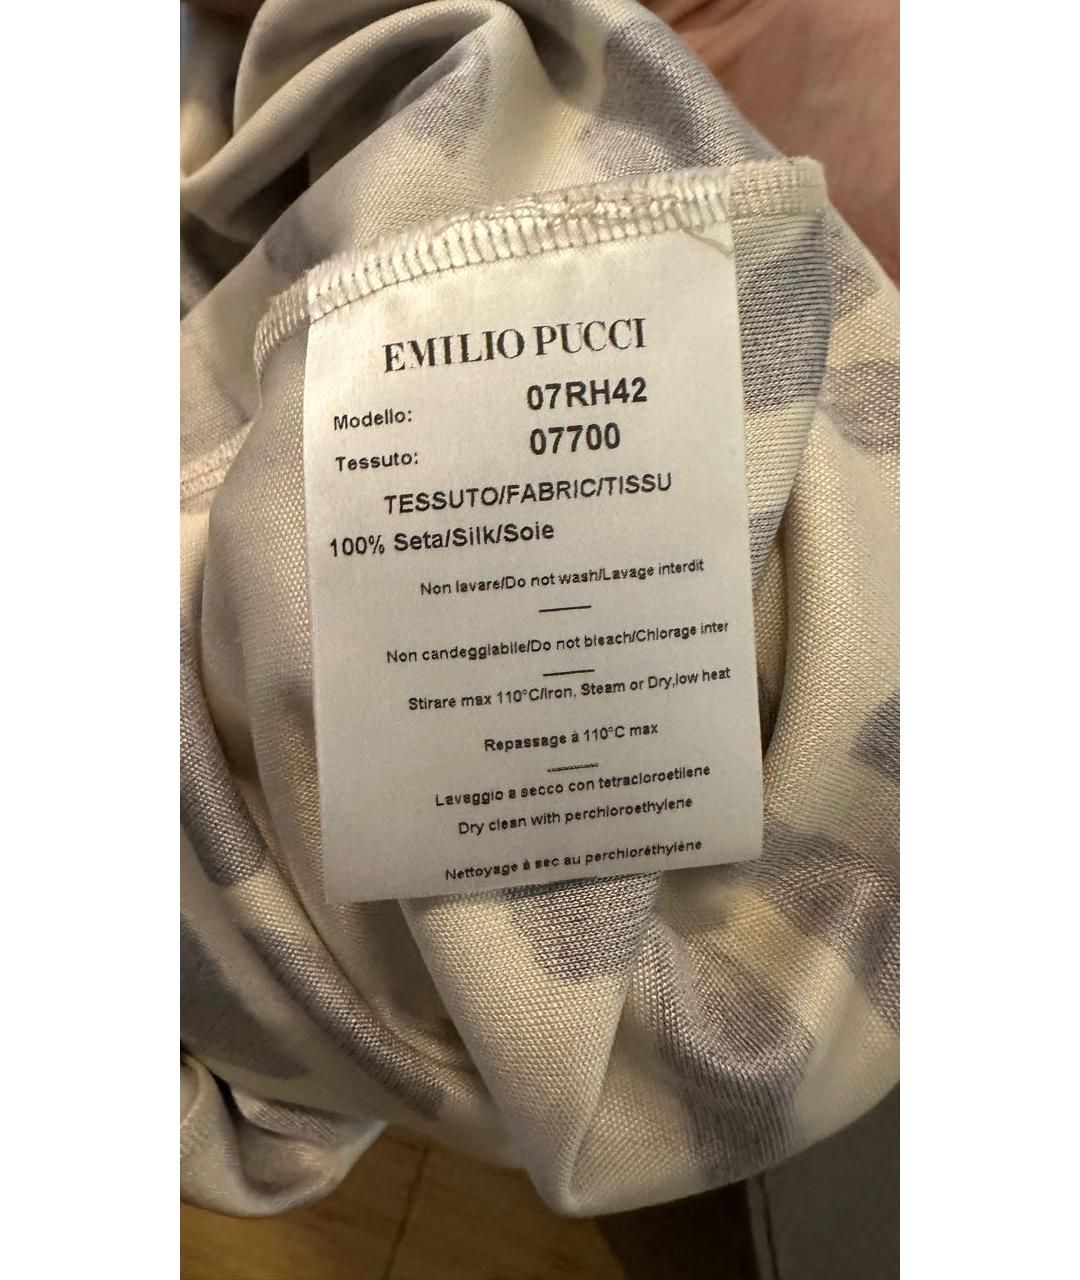 EMILIO PUCCI
Modello: 07RH42
Tessuto: 07700
TESSUTO/FABRIC/TISSU
100% Seta/Silk/Soie
Non lavare/Do not wash/Lavage interdit
Non candeggiabile/Do not bleach/Chlorage inter
Stirare max 110°C/Iron, Steam or Dry,low heat
Repassage à 110°C max
Lavaggio a secco con tetracloroetilene
Dry clean with perchloroethylene
Nettoyage à sec au perchloréthylène